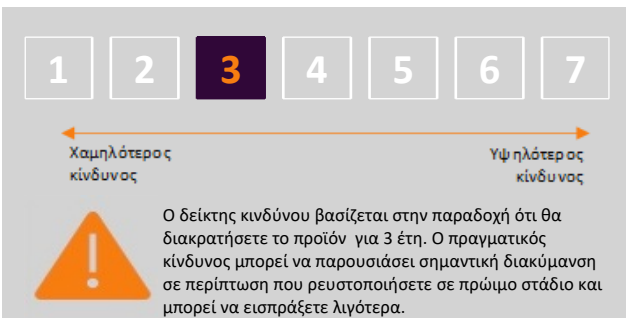 1 2 3 4 5 6 7
Χαμηλότερος Υψηλότερος
κίνδυνος κίνδυνος
Ο δείκτης κινδύνου βασίζεται στην παραδοχή ότι θα
διακρατήσετε το προϊόν για 3 έτη. Ο πραγματικός
κίνδυνος μπορεί να παρουσιάσει σημαντική διακύμανση
σε περίπτωση που ρευστοποιήσετε σε πρώιμο στάδιο και
μπορεί να εισπράξετε λιγότερα.